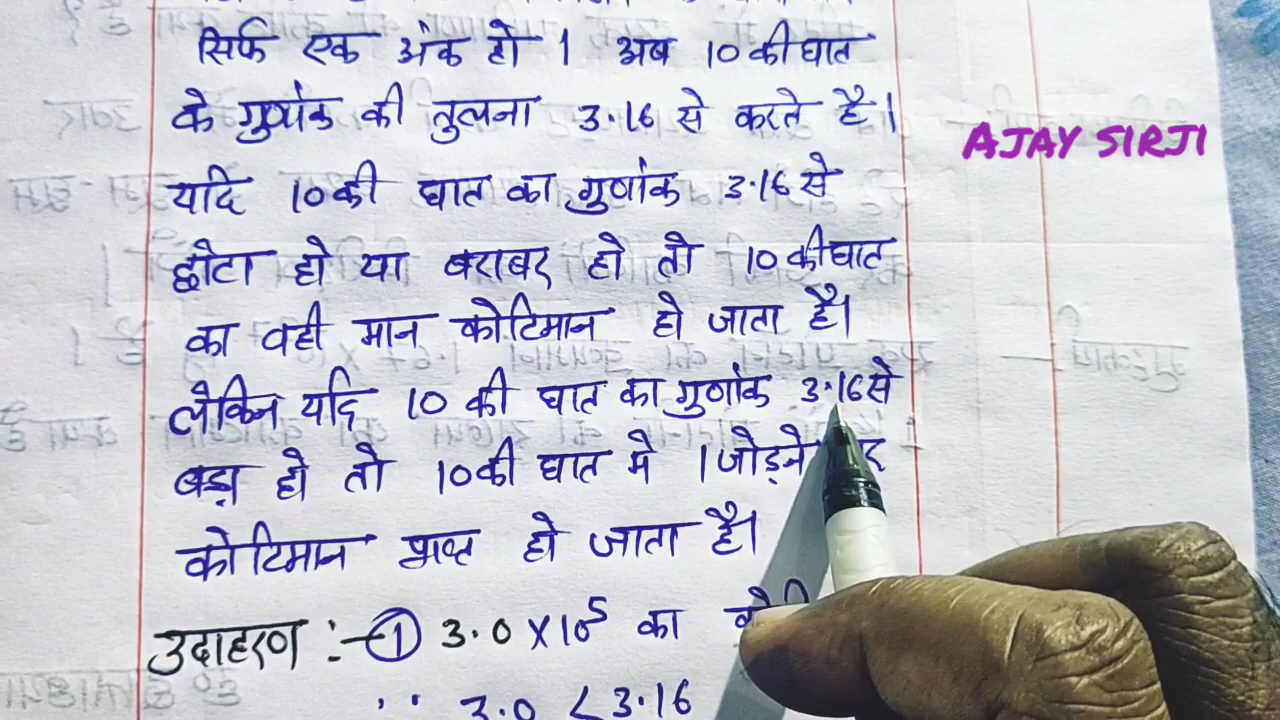 सिर्फ एक अंक हो । अब 10 की घात
के गुणांक की तुलना 3.16 से करते है।
AJAY SIRJI
यदि 10 की घात का गुणांक 3.16 से
छोटा हो या बराबर हो तो 10 की घात
का वही मान कोटिमान हो जाता है।
लेकिन यदि 10 की घात का गुणांक 3.16 से
बड़ा हो तो 10 की घात मे 1 जोड़ने
कोटिमान प्राप्त हो जाता है।
उदाहरण :- ① 3.0 X 10⁵ का
∵ 3.0 < 3.16